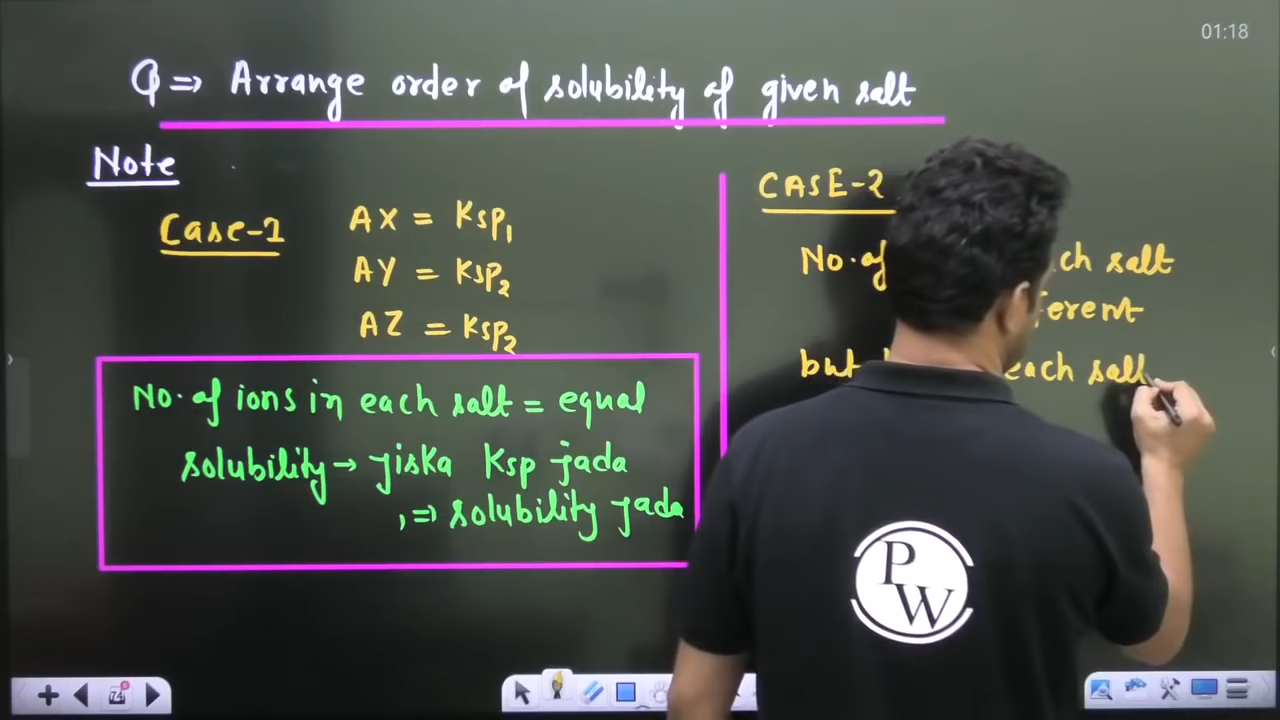 01:18
Q⇒ Arrange order of solubility of given salt
Note
Case-1
AX = Ksp₁
AY = Ksp₂
AZ = Ksp₂
No. of ions in each salt = equal
solubility → jiska Ksp jada
, ⇒ solubility jada
CASE-2
No. of
salt
but
each salt
PW
74